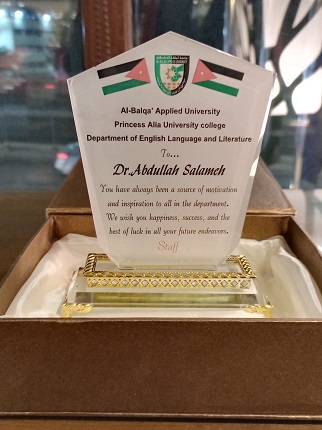 Al-Balqa' Applied University
Princess Alia University college
Department of English Language and Literature
To...
Dr.Abdullah Salameh
You have always been a source of motivation
and inspiration to all in the department.
We wish you happiness, success, and the
best of luck in all your future endeavors.
Staff